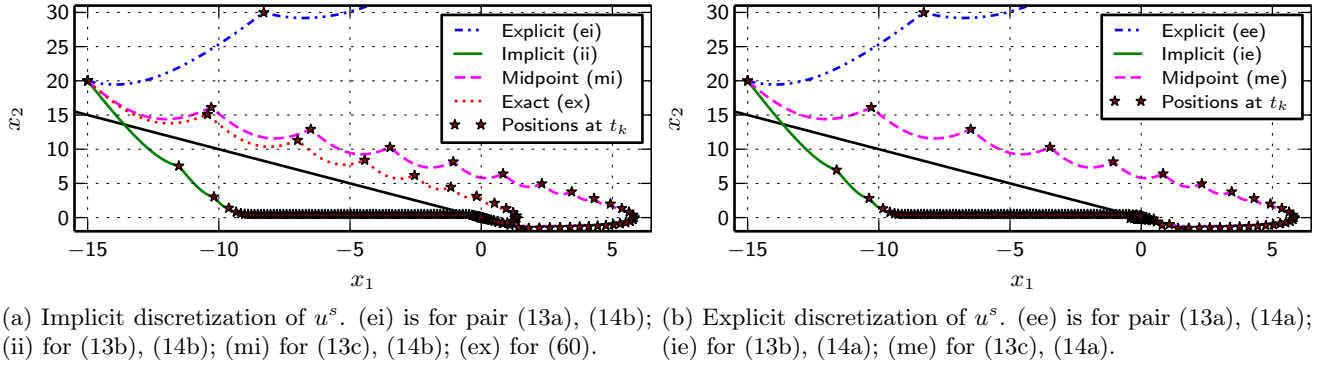 30
25
20
15
10
5
0
x₂
−15
−10
−5
0
5
x₁
Explicit (ei)
Implicit (ii)
Midpoint (mi)
Exact (ex)
Positions at tₖ
30
25
20
15
10
5
0
x₂
−15
−10
−5
0
5
x₁
Explicit (ee)
Implicit (ie)
Midpoint (me)
Positions at tₖ
(a) Implicit discretization of uˢ. (ei) is for pair (13a), (14b);
(ii) for (13b), (14b); (mi) for (13c), (14b); (ex) for (60).
(b) Explicit discretization of uˢ. (ee) is for pair (13a), (14a);
(ie) for (13b), (14a); (me) for (13c), (14a).